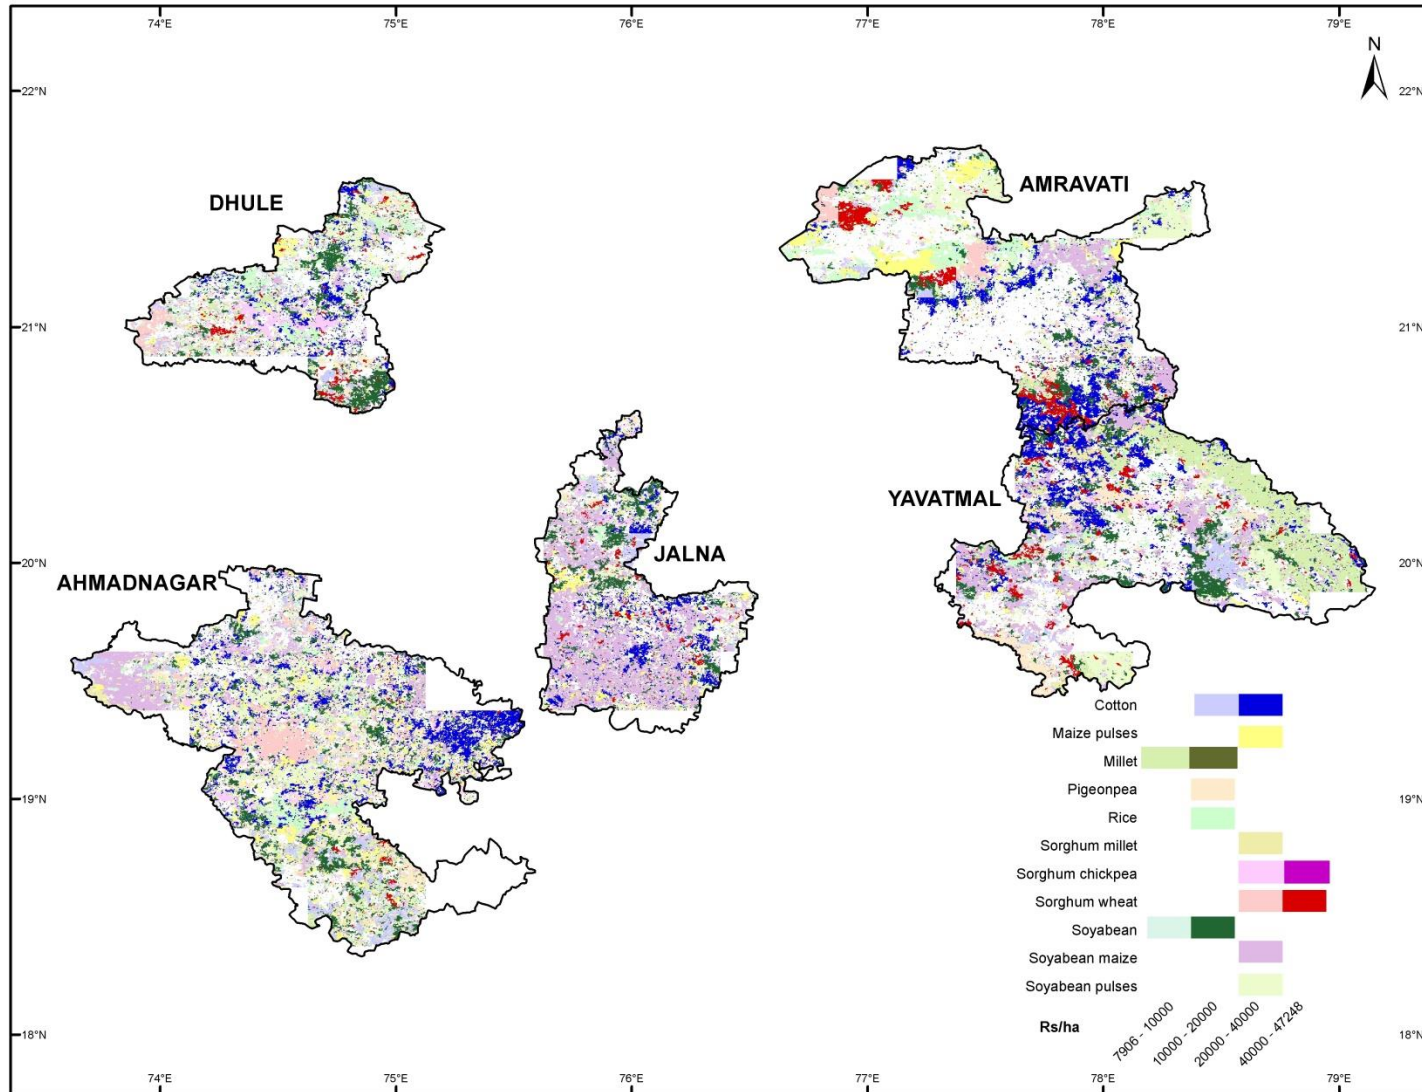 74°E 75°E 76°E 77°E 78°E 79°E
N
22°N 22°N
AMRAVATI
DHULE
21°N 21°N
YAVATMAL
JALNA
20°N 20°N
AHMADNAGAR
Cotton
Maize pulses
Millet
Pigeonpea
19°N 19°N
Rice
Sorghum millet
Sorghum chickpea
Sorghum wheat
Soyabean
Soyabean maize
Soyabean pulses
Rs/ha 7906 - 10000 10000 - 20000 20000 - 40000 40000 - 47248
18°N 18°N
74°E 75°E 76°E 77°E 78°E 79°E